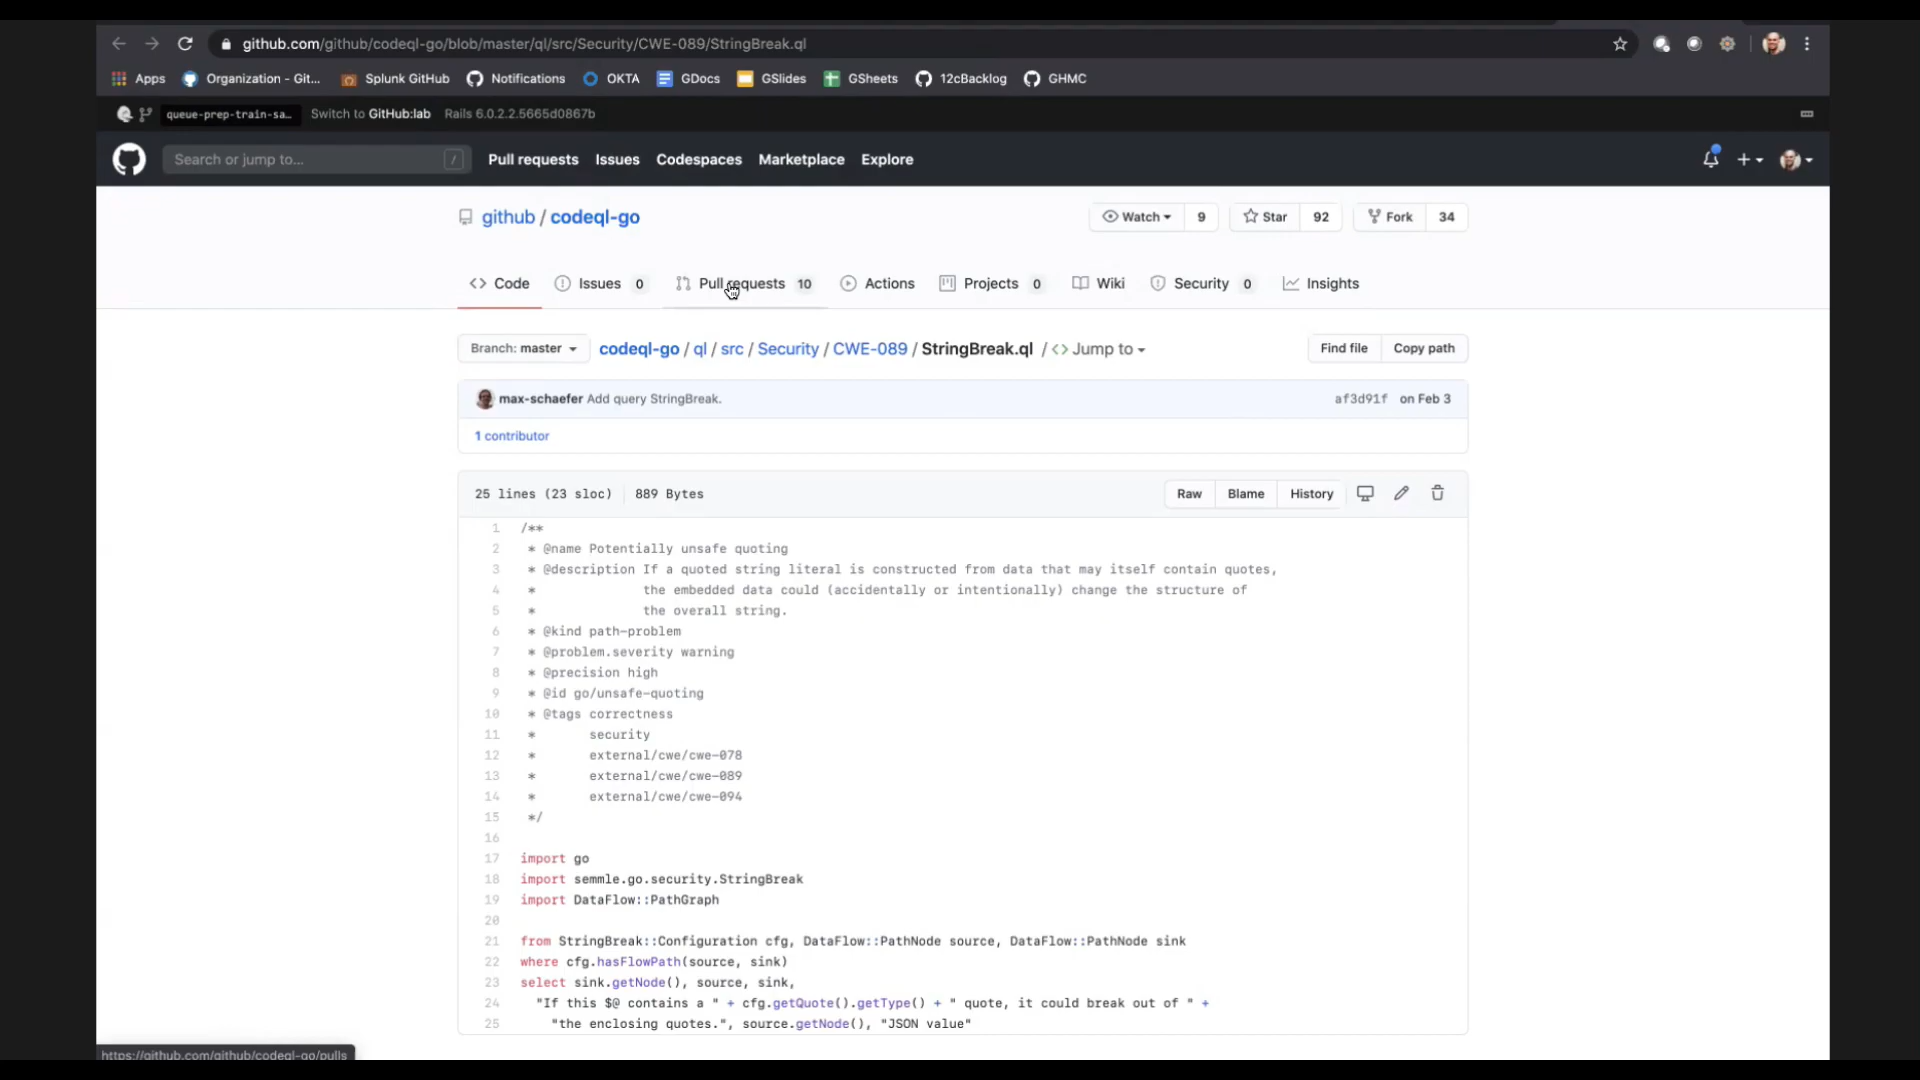 github.com/github/codeql-go/blob/master/ql/src/Security/CWE-089/StringBreak.ql
Apps Organization - Git... Splunk GitHub Notifications OKTA GDocs GSlides GSheets 12cBacklog GHMC
queue-prep-train-sa… Switch to GitHub:lab Rails 6.0.2.2.5665d0867b
Search or jump to... / Pull requests Issues Codespaces Marketplace Explore
github / codeql-go Watch 9 Star 92 Fork 34
Code Issues 0 Pull requests 10 Actions Projects 0 Wiki Security 0 Insights
Branch: master codeql-go / ql / src / Security / CWE-089 / StringBreak.ql / <> Jump to Find file Copy path
max-schaefer Add query StringBreak. af3d91f on Feb 3
1 contributor
25 lines (23 sloc) 889 Bytes Raw Blame History
1 /**
2 * @name Potentially unsafe quoting
3 * @description If a quoted string literal is constructed from data that may itself contain quotes,
4 * the embedded data could (accidentally or intentionally) change the structure of
5 * the overall string.
6 * @kind path-problem
7 * @problem.severity warning
8 * @precision high
9 * @id go/unsafe-quoting
10 * @tags correctness
11 * security
12 * external/cwe/cwe-078
13 * external/cwe/cwe-089
14 * external/cwe/cwe-094
15 */
16
17 import go
18 import semmle.go.security.StringBreak
19 import DataFlow::PathGraph
20
21 from StringBreak::Configuration cfg, DataFlow::PathNode source, DataFlow::PathNode sink
22 where cfg.hasFlowPath(source, sink)
23 select sink.getNode(), source, sink,
24 "If this $@ contains a " + cfg.getQuote().getType() + " quote, it could break out of " +
25 "the enclosing quotes.", source.getNode(), "JSON value"
https://github.com/github/codeql-go/pulls